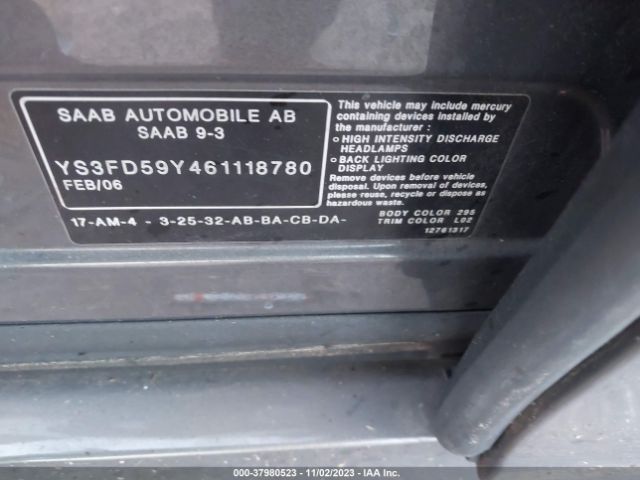 SAAB AUTOMOBILE AB
SAAB 9-3
YS3FD59Y461118780
FEB/06
17-AM-4 - 3-25-32-AB-BA-CB-DA-
This vehicle may include mercury
containing devices installed by
the manufacturer :
o HIGH INTENSITY DISCHARGE
HEADLAMPS
o BACK LIGHTING COLOR
DISPLAY
Remove devices before vehicle
disposal. Upon removal of devices,
please reuse, recycle or dispose as
hazardous waste.
BODY COLOR 295
TRIM COLOR L02
12761317
000-37980523 - 11/02/2023 - IAA Inc.